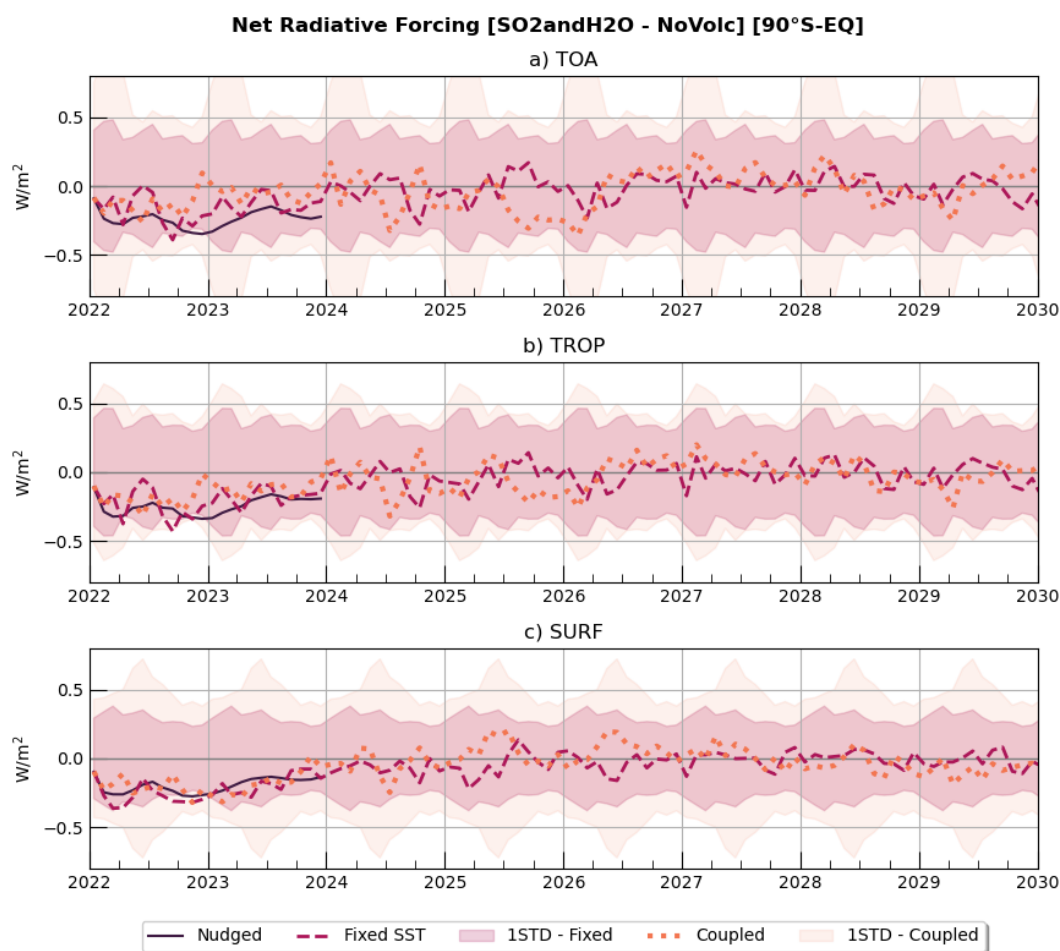 Net Radiative Forcing [SO2andH2O - NoVolc] [90°S-EQ]
a) TOA
W/m²
0.5
0.0
−0.5
2022 2023 2024 2025 2026 2027 2028 2029 2030
b) TROP
W/m²
0.5
0.0
−0.5
2022 2023 2024 2025 2026 2027 2028 2029 2030
c) SURF
W/m²
0.5
0.0
−0.5
2022 2023 2024 2025 2026 2027 2028 2029 2030
Nudged Fixed SST 1STD - Fixed Coupled 1STD - Coupled